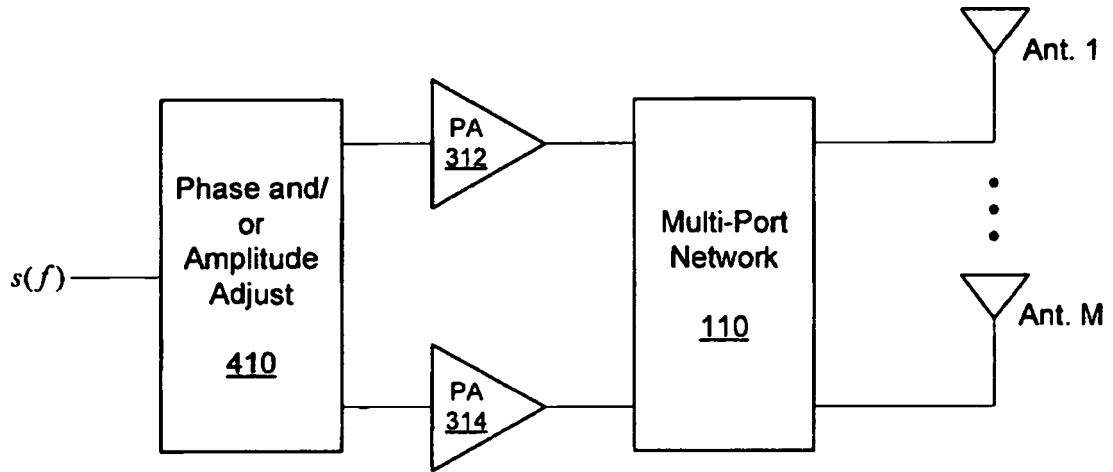 Ant. 1
PA
312
Phase and/
or
Amplitude
Adjust
410
s(f)
Multi-Port
Network
110
Ant. M
PA
314